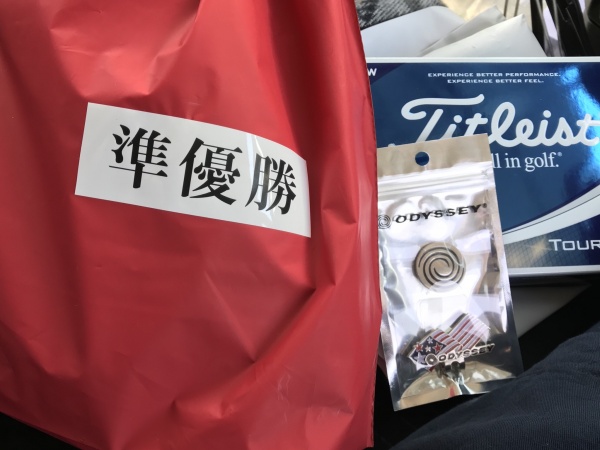 準優勝
W
EXPERIENCE BETTER PERFORMANCE.
EXPERIENCE BETTER FEEL.
Titleist
ll in golf.®
TOUR
ODYSSEY
ODYSSEY